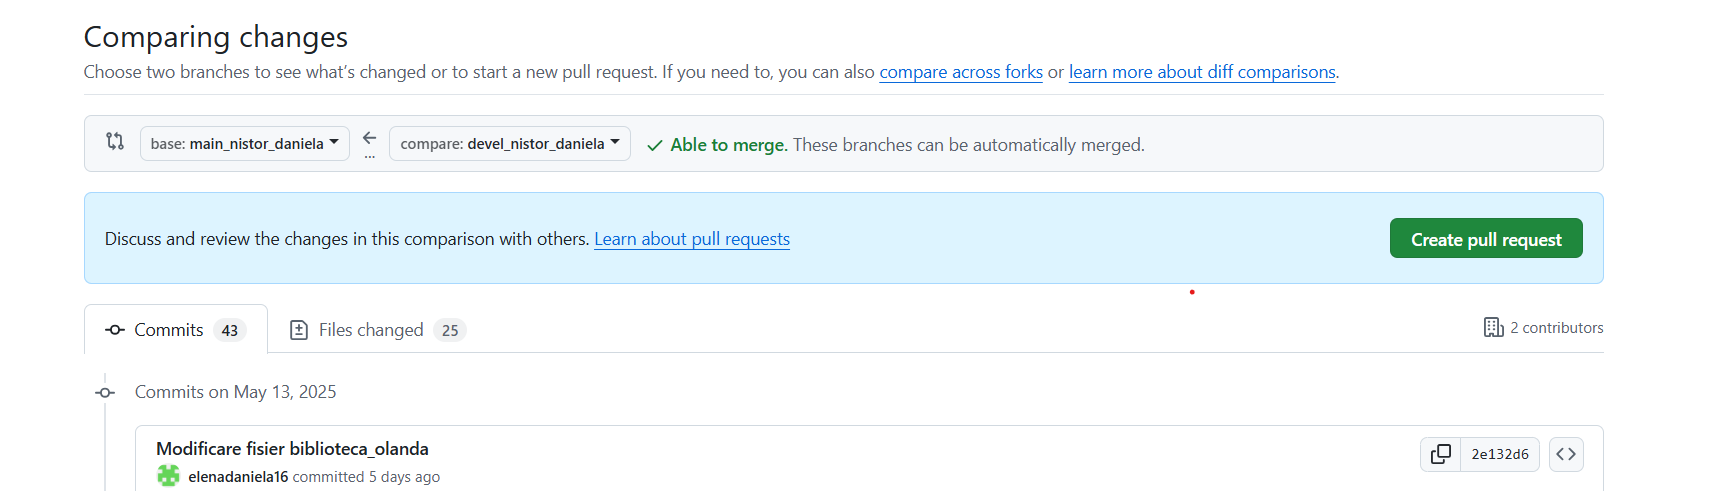 Comparing changes
Choose two branches to see what's changed or to start a new pull request. If you need to, you can also compare across forks or learn more about diff comparisons.
base: main_nistor_daniela ... compare: devel_nistor_daniela Able to merge. These branches can be automatically merged.
Discuss and review the changes in this comparison with others. Learn about pull requests Create pull request
Commits 43 Files changed 25 2 contributors
Commits on May 13, 2025
Modificare fisier biblioteca_olanda
2e132d6
elenadaniela16 committed 5 days ago